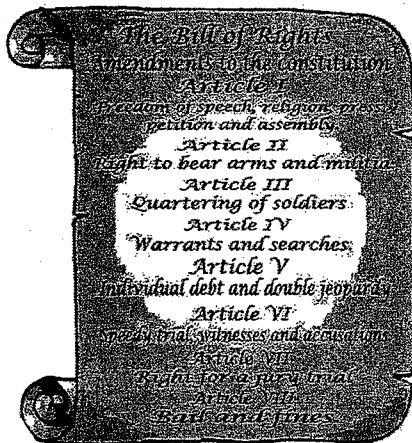 The Bill of Rights
Amendments to the constitution
Article I
Freedom of speech, religion, press
petition and assembly
Article II
Right to bear arms and militia
Article III
Quartering of soldiers
Article IV
Warrants and searches
Article V
Individual debt and double jeopardy
Article VI
Speedy trial, witnesses and accusations
Article VII
Right for a jury trial
Article VIII
Bail and fines